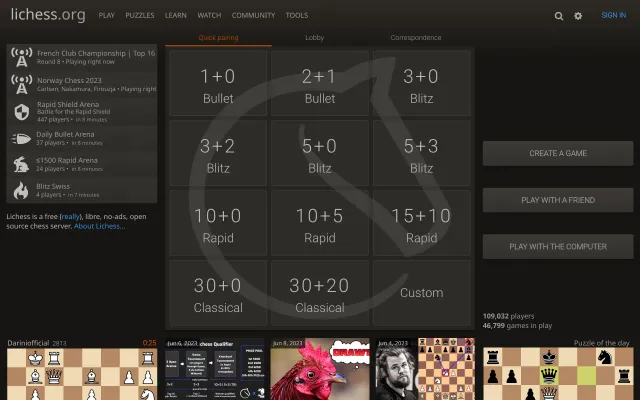 lichess.org PLAY PUZZLES LEARN WATCH COMMUNITY TOOLS SIGN IN
Quick pairing Lobby Correspondence
French Club Championship | Top 16
Round 8 • Playing right now
Norway Chess 2023
Carlsen, Nakamura, Firouzja • Playing right
Rapid Shield Arena
Battle for the Rapid Shield
447 players • in 8 minutes
Daily Bullet Arena
37 players • in 8 minutes
≤1500 Rapid Arena
24 players • in 8 minutes
Blitz Swiss
4 players • in 7 minutes
Lichess is a free (really), libre, no-ads, open
source chess server. About Lichess...
1+0
Bullet
2+1
Bullet
3+0
Blitz
3+2
Blitz
5+0
Blitz
5+3
Blitz
10+0
Rapid
10+5
Rapid
15+10
Rapid
30+0
Classical
30+20
Classical
Custom
CREATE A GAME
PLAY WITH A FRIEND
PLAY WITH THE COMPUTER
109,032 players
46,799 games in play
Dariniofficial 2813 0:25
Jun 6, 2023
chess Qualifier
PRIZE POOL
Jun 8, 2023
DRAW?
Jun 4, 2023
Puzzle of the day